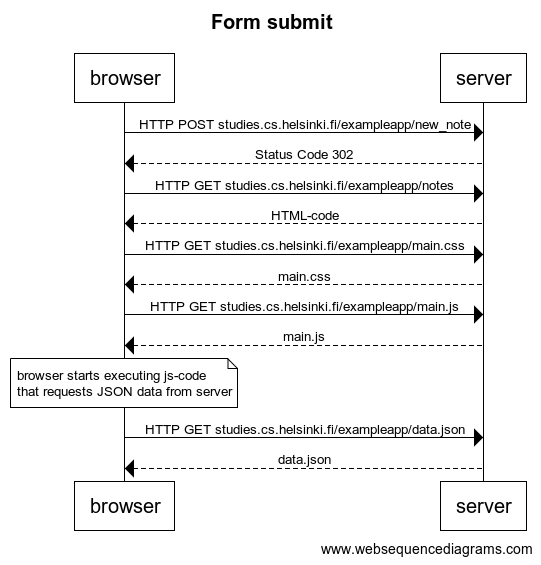 Form submit
browser
server
HTTP POST studies.cs.helsinki.fi/exampleapp/new_note
Status Code 302
HTTP GET studies.cs.helsinki.fi/exampleapp/notes
HTML-code
HTTP GET studies.cs.helsinki.fi/exampleapp/main.css
main.css
HTTP GET studies.cs.helsinki.fi/exampleapp/main.js
main.js
browser starts executing js-code
that requests JSON data from server
HTTP GET studies.cs.helsinki.fi/exampleapp/data.json
data.json
browser
server
www.websequencediagrams.com